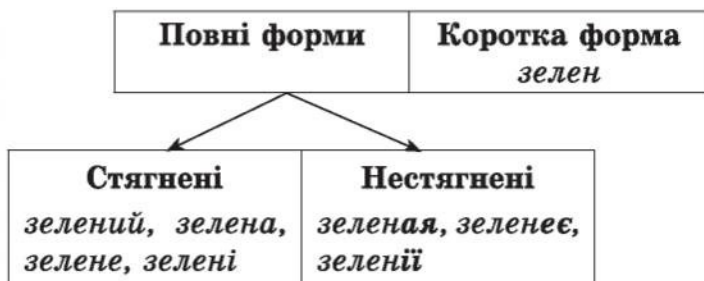 Повні форми
Коротка форма
зелен
Стягнені
зелений, зелена,
зелене, зелені
Нестягнені
зеленая, зеленеє,
зеленії